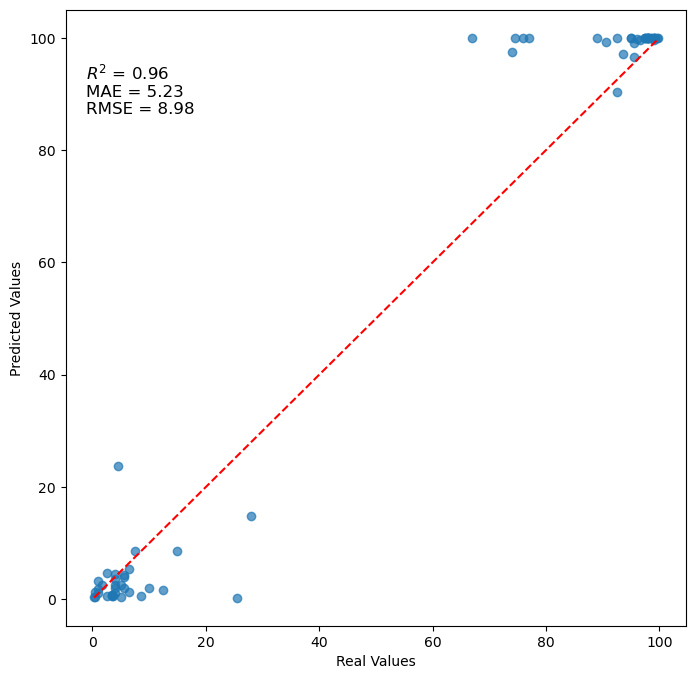 100
R² = 0.96
MAE = 5.23
RMSE = 8.98
80
60
Predicted Values
40
20
0
0 20 40 60 80 100
Real Values